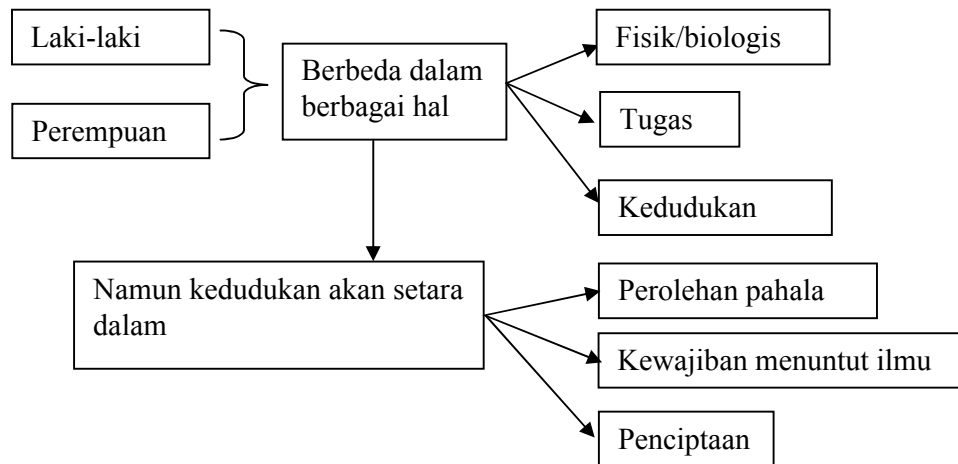 Laki-laki
Perempuan
Berbeda dalam
berbagai hal
Fisik/biologis
Tugas
Kedudukan
Namun kedudukan akan setara
dalam
Perolehan pahala
Kewajiban menuntut ilmu
Penciptaan